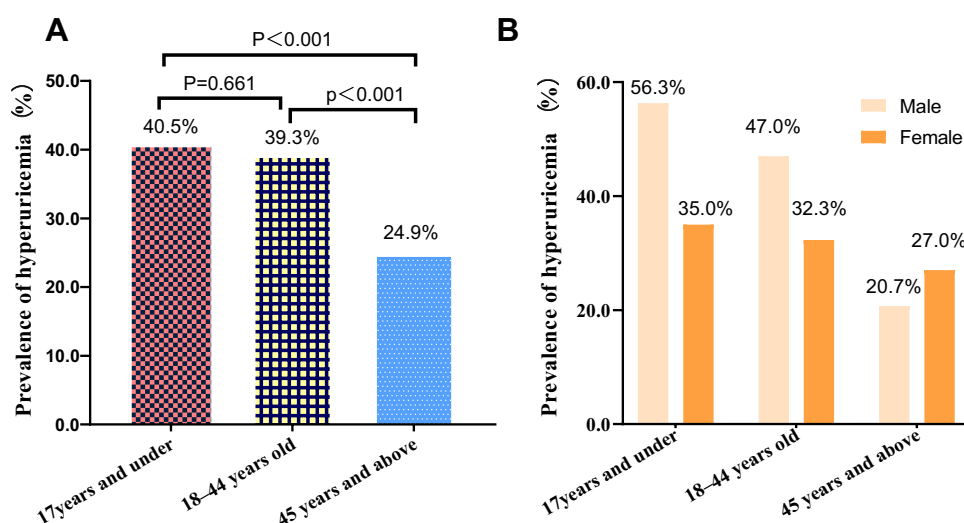 A
P<0.001
P=0.661
p<0.001
Prevalence of hyperuricemia (%)
50.0
40.0
30.0
20.0
10.0
0.0
40.5%
39.3%
24.9%
17years and under
18–44 years old
45 years and above
B
Prevalence of hyperuricemia (%)
60.0
40.0
20.0
0.0
Male
Female
56.3%
35.0%
47.0%
32.3%
20.7%
27.0%
17years and under
18–44 years old
45 years and above